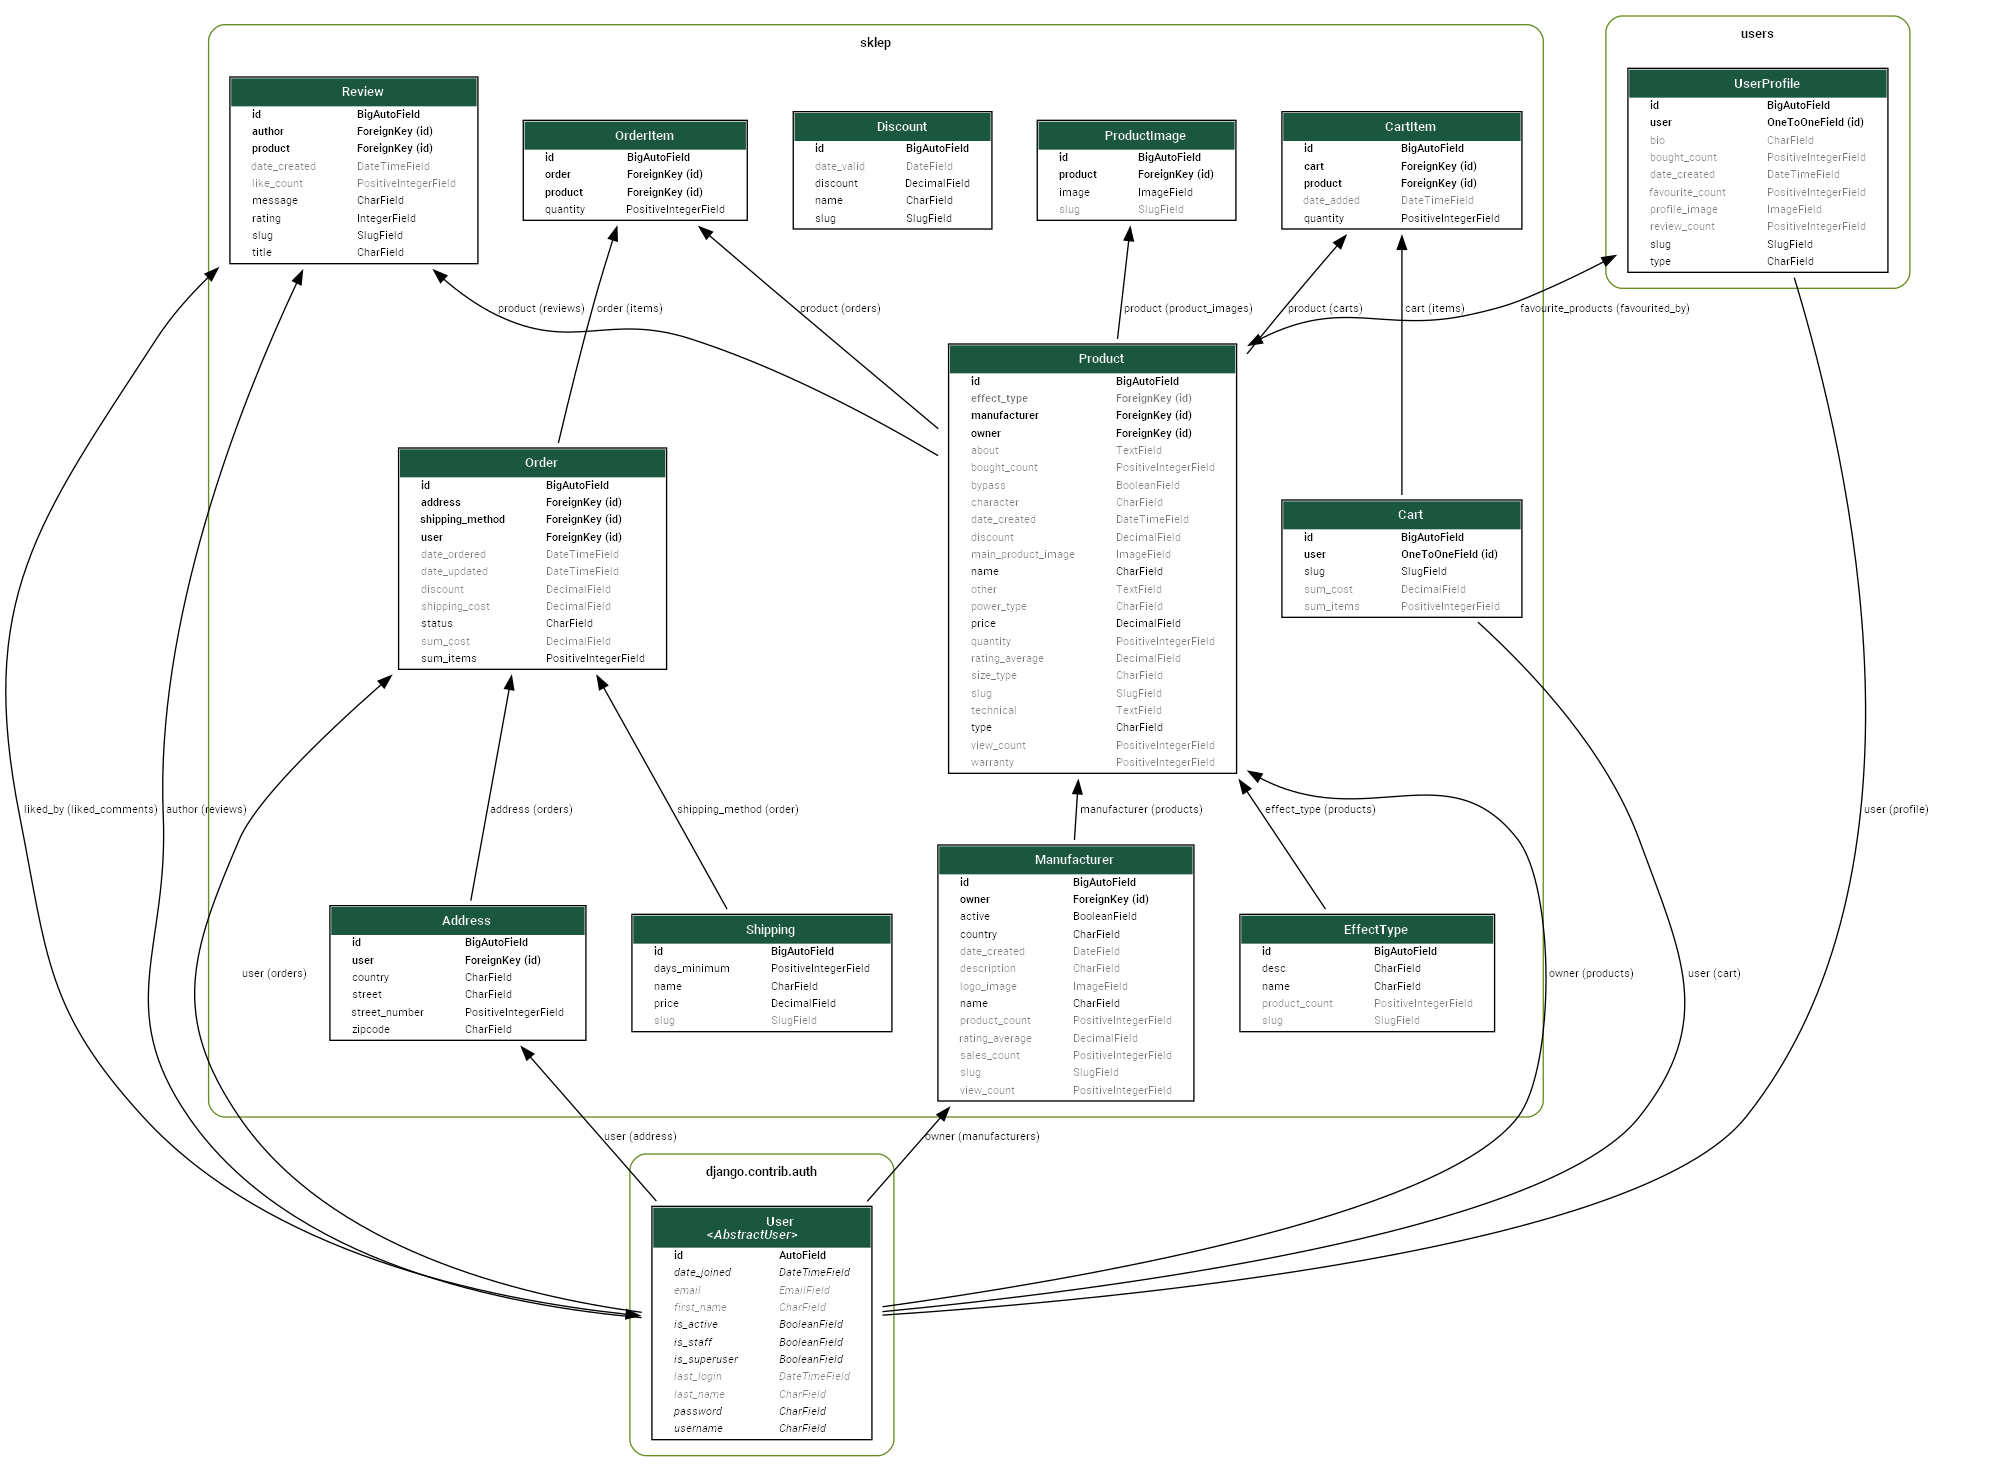 sklep
users
Review
id BigAutoField
author ForeignKey (id)
product ForeignKey (id)
date_created DateTimeField
like_count PositiveIntegerField
message CharField
rating IntegerField
slug SlugField
title CharField
OrderItem
id BigAutoField
order ForeignKey (id)
product ForeignKey (id)
quantity PositiveIntegerField
Discount
id BigAutoField
date_valid DateField
discount DecimalField
name CharField
slug SlugField
ProductImage
id BigAutoField
product ForeignKey (id)
image ImageField
slug SlugField
CartItem
id BigAutoField
cart ForeignKey (id)
product ForeignKey (id)
date_added DateTimeField
quantity PositiveIntegerField
UserProfile
id BigAutoField
user OneToOneField (id)
bio CharField
bought_count PositiveIntegerField
date_created DateTimeField
favourite_count PositiveIntegerField
profile_image ImageField
review_count PositiveIntegerField
slug SlugField
type CharField
product (reviews)
order (items)
product (orders)
product (product_images)
product (carts)
cart (items)
favourite_products (favourited_by)
Order
id BigAutoField
address ForeignKey (id)
shipping_method ForeignKey (id)
user ForeignKey (id)
date_ordered DateTimeField
date_updated DateTimeField
discount DecimalField
shipping_cost DecimalField
status CharField
sum_cost DecimalField
sum_items PositiveIntegerField
Product
id BigAutoField
effect_type ForeignKey (id)
manufacturer ForeignKey (id)
owner ForeignKey (id)
about TextField
bought_count PositiveIntegerField
bypass BooleanField
character CharField
date_created DateTimeField
discount DecimalField
main_product_image ImageField
name CharField
other TextField
power_type CharField
price DecimalField
quantity PositiveIntegerField
rating_average DecimalField
size_type CharField
slug SlugField
technical TextField
type CharField
view_count PositiveIntegerField
warranty PositiveIntegerField
Cart
id BigAutoField
user OneToOneField (id)
slug SlugField
sum_cost DecimalField
sum_items PositiveIntegerField
liked_by (liked_comments)
author (reviews)
address (orders)
shipping_method (order)
manufacturer (products)
effect_type (products)
user (profile)
Address
id BigAutoField
user ForeignKey (id)
country CharField
street CharField
street_number PositiveIntegerField
zipcode CharField
Shipping
id BigAutoField
days_minimum PositiveIntegerField
name CharField
price DecimalField
slug SlugField
Manufacturer
id BigAutoField
owner ForeignKey (id)
active BooleanField
country CharField
date_created DateField
description CharField
logo_image ImageField
name CharField
product_count PositiveIntegerField
rating_average DecimalField
sales_count PositiveIntegerField
slug SlugField
view_count PositiveIntegerField
EffectType
id BigAutoField
desc CharField
name CharField
product_count PositiveIntegerField
slug SlugField
user (orders)
owner (products)
user (cart)
user (address)
owner (manufacturers)
django.contrib.auth
User
<AbstractUser>
id AutoField
date_joined DateTimeField
email EmailField
first_name CharField
is_active BooleanField
is_staff BooleanField
is_superuser BooleanField
last_login DateTimeField
last_name CharField
password CharField
username CharField